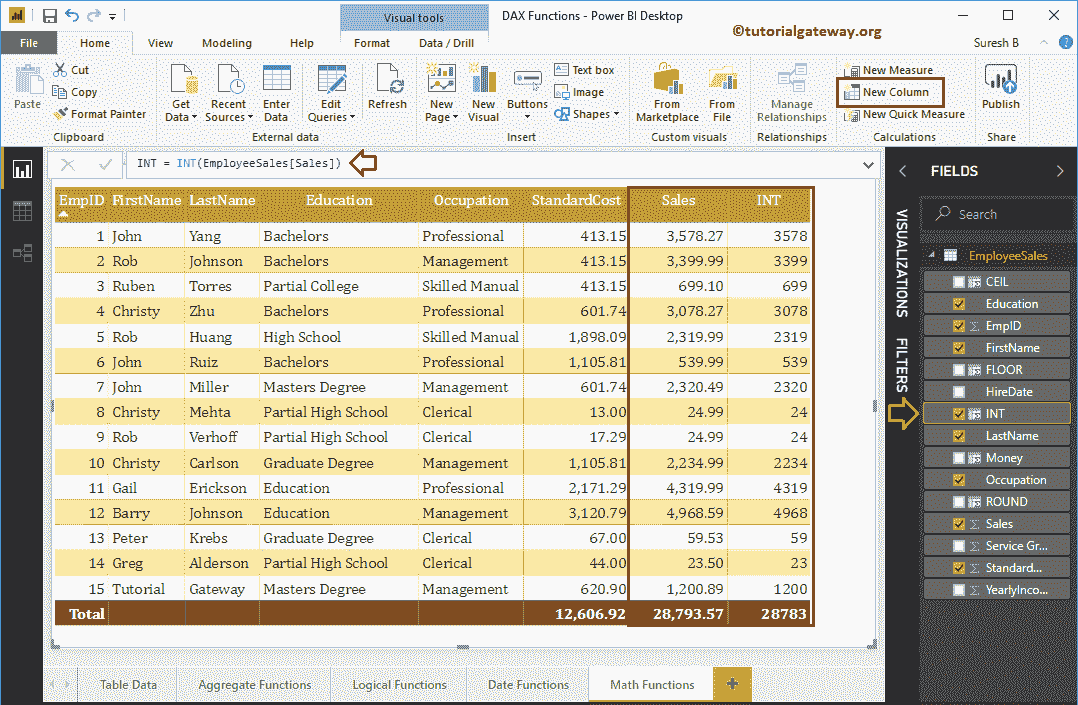 DAX Functions - Power BI Desktop
Visual tools
©tutorialgateway.org
File Home View Modeling Help Format Data / Drill Suresh B
Paste
Cut
Copy
Format Painter
Clipboard
Get Data
Recent Sources
Enter Data
Edit Queries
External data
Refresh
New Page
New Visual
Buttons
Text box
Image
Shapes
Insert
From Marketplace
From File
Custom visuals
Manage Relationships
Relationships
New Measure
New Column
New Quick Measure
Calculations
Publish
Share
INT = INT(EmployeeSales[Sales])
EmpID FirstName LastName Education Occupation StandardCost Sales INT
1 John Yang Bachelors Professional 413.15 3,578.27 3578
2 Rob Johnson Bachelors Management 413.15 3,399.99 3399
3 Ruben Torres Partial College Skilled Manual 413.15 699.10 699
4 Christy Zhu Bachelors Professional 601.74 3,078.27 3078
5 Rob Huang High School Skilled Manual 1,898.09 2,319.99 2319
6 John Ruiz Bachelors Professional 1,105.81 539.99 539
7 John Miller Masters Degree Management 601.74 2,320.49 2320
8 Christy Mehta Partial High School Clerical 13.00 24.99 24
9 Rob Verhoff Partial High School Clerical 17.29 24.99 24
10 Christy Carlson Graduate Degree Management 1,105.81 2,234.99 2234
11 Gail Erickson Education Professional 2,171.29 4,319.99 4319
12 Barry Johnson Education Management 3,120.79 4,968.59 4968
13 Peter Krebs Graduate Degree Clerical 67.00 59.53 59
14 Greg Alderson Partial High School Clerical 44.00 23.50 23
15 Tutorial Gateway Masters Degree Management 620.90 1,200.89 1200
Total 12,606.92 28,793.57 28783
VISUALIZATIONS
FILTERS
FIELDS
Search
EmployeeSales
CEIL
Education
Σ EmpID
FirstName
FLOOR
HireDate
INT
LastName
Money
Occupation
ROUND
Σ Sales
Σ Service Gr...
Σ Standard...
Σ YearlyInco...
Table Data
Aggregate Functions
Logical Functions
Date Functions
Math Functions
+